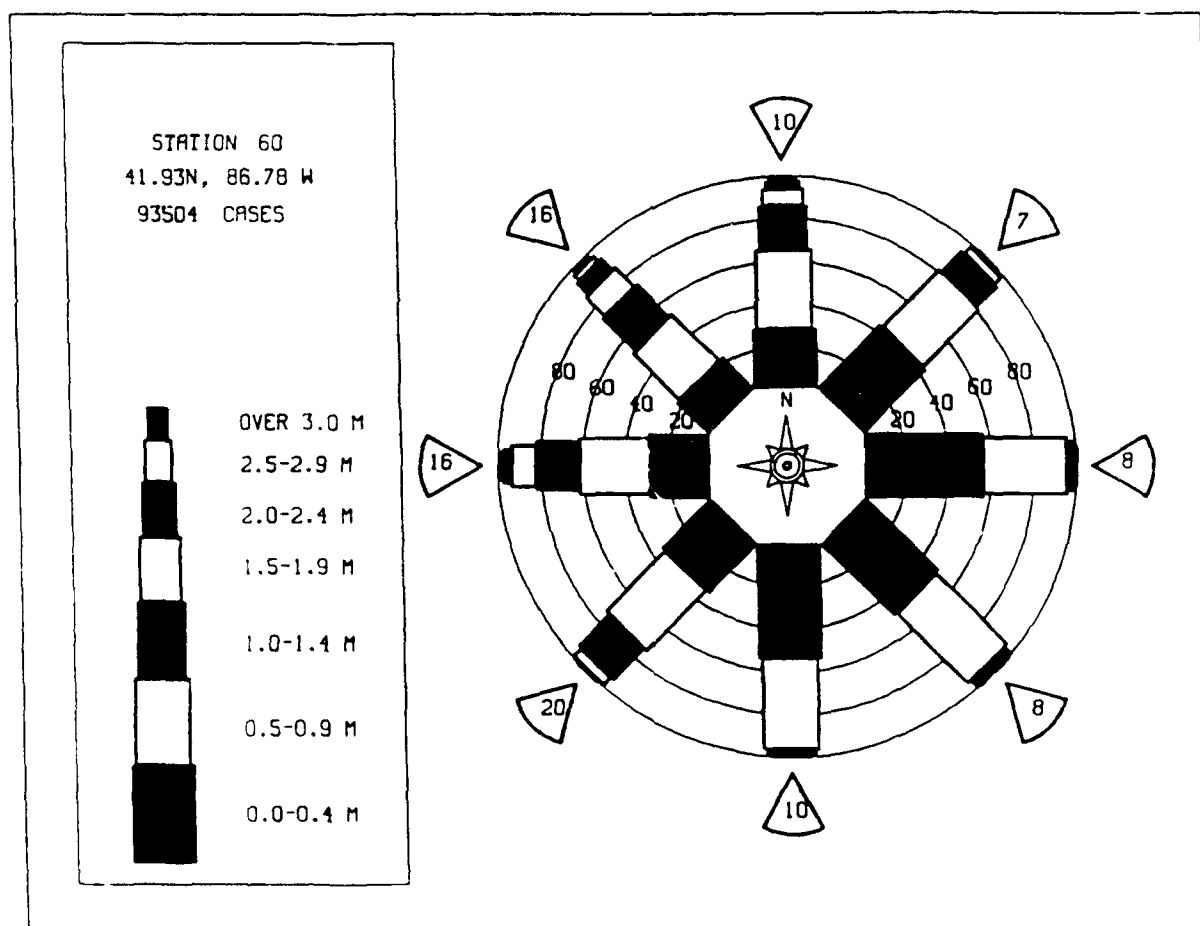 STATION 60
41.93N, 86.78 W
93504 CASES
OVER 3.0 M
2.5-2.9 M
2.0-2.4 M
1.5-1.9 M
1.0-1.4 M
0.5-0.9 M
0.0-0.4 M
10
16
7
80
60
40
20
N
20
40
60
80
16
8
20
8
10